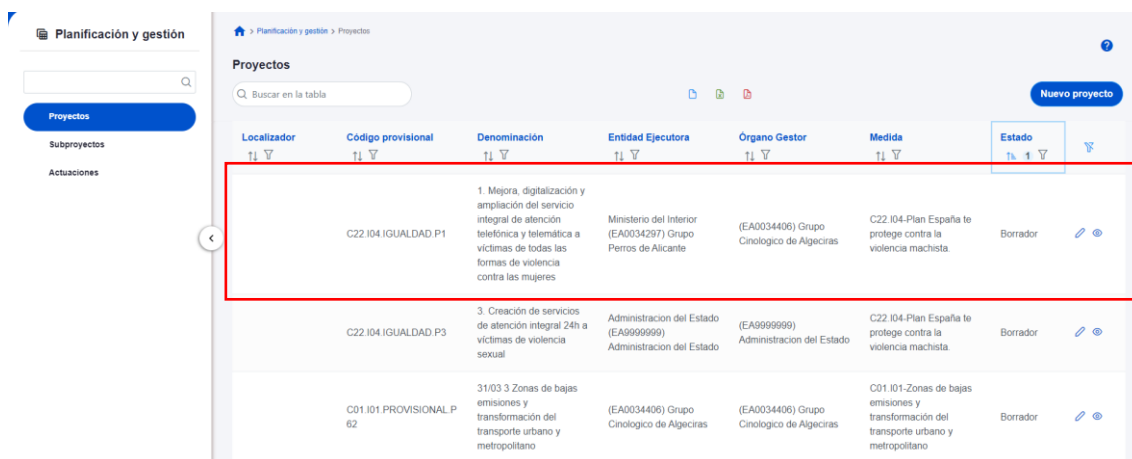 Planificación y gestión
> Planificación y gestión > Proyectos
?
Proyectos
Buscar en la tabla
Nuevo proyecto
Proyectos
Subproyectos
Actuaciones
Localizador
Código provisional
Denominación
Entidad Ejecutora
Órgano Gestor
Medida
Estado
1
C22.I04.IGUALDAD.P1
1. Mejora, digitalización y
ampliación del servicio
integral de atención
telefónica y telemática a
víctimas de todas las
formas de violencia
contra las mujeres
Ministerio del Interior
(EA0034297) Grupo
Perros de Alicante
(EA0034406) Grupo
Cinologico de Algeciras
C22.I04-Plan España te
protege contra la
violencia machista.
Borrador
C22.I04.IGUALDAD.P3
3. Creación de servicios
de atención integral 24h a
víctimas de violencia
sexual
Administracion del Estado
(EA9999999)
Administracion del Estado
(EA9999999)
Administracion del Estado
C22.I04-Plan España te
protege contra la
violencia machista.
Borrador
C01.I01.PROVISIONAL.P
62
31/03 3 Zonas de bajas
emisiones y
transformación del
transporte urbano y
metropolitano
(EA0034406) Grupo
Cinologico de Algeciras
(EA0034406) Grupo
Cinologico de Algeciras
C01.I01-Zonas de bajas
emisiones y
transformación del
transporte urbano y
metropolitano
Borrador